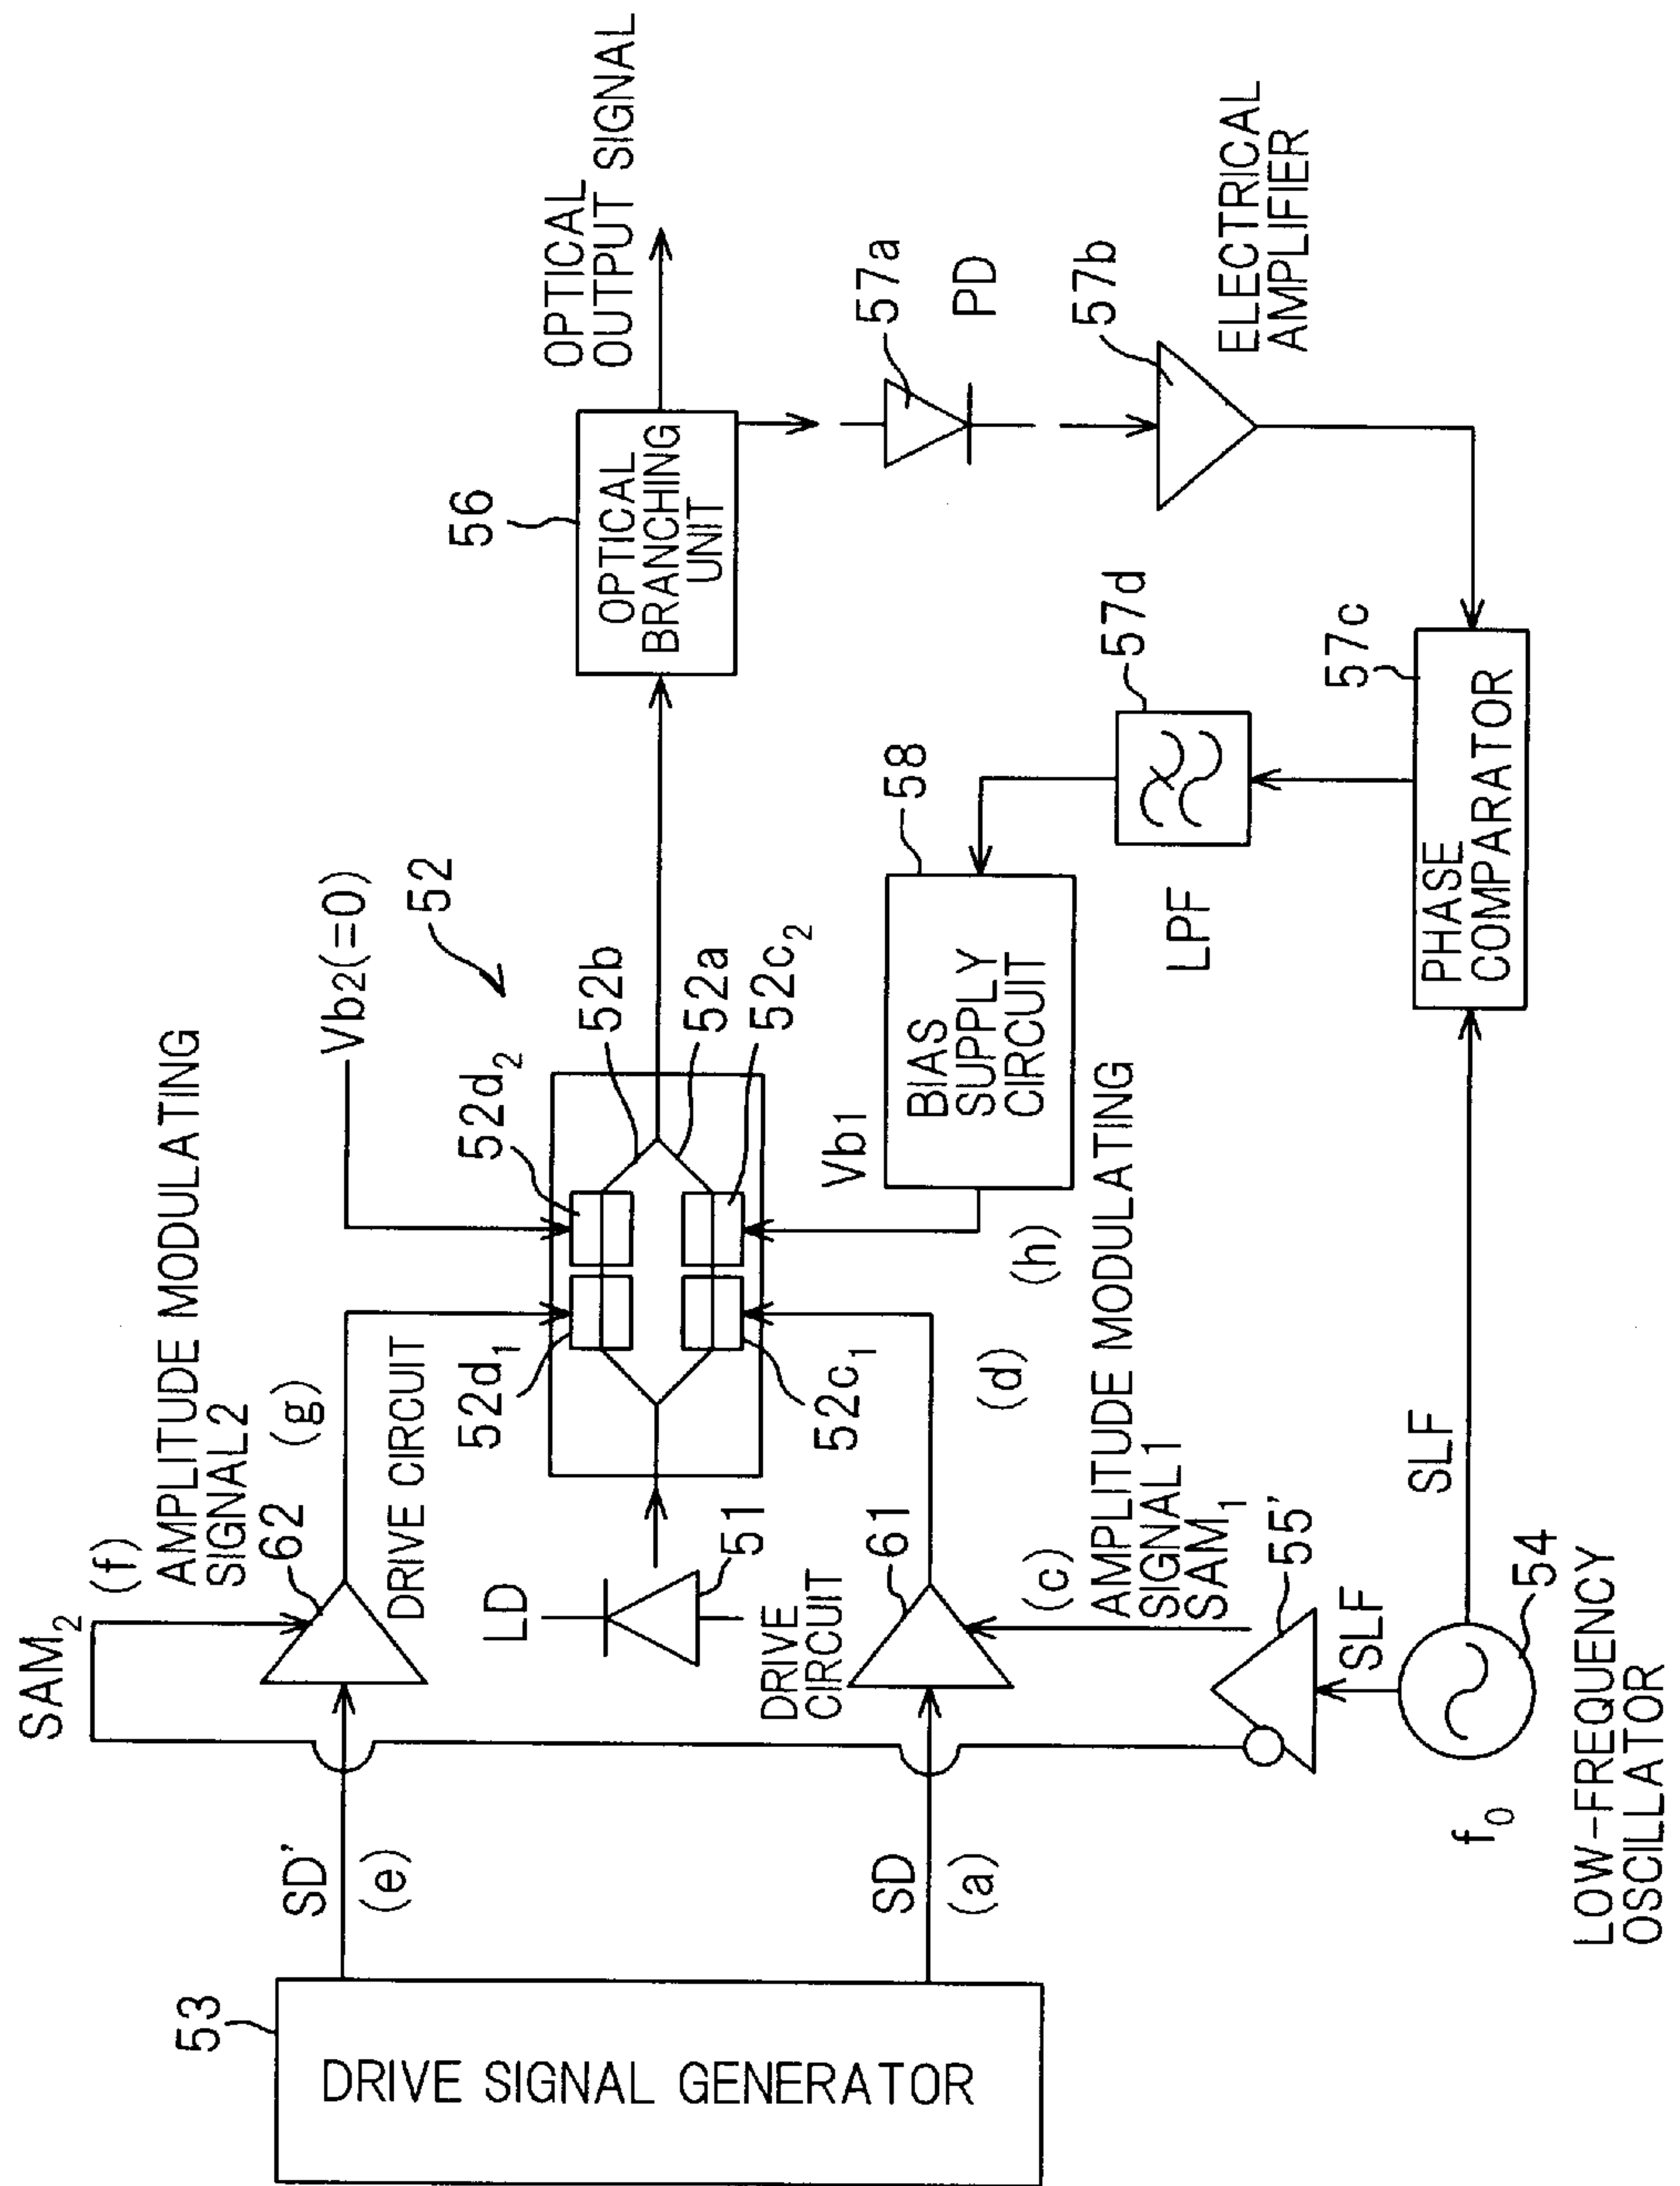 SAM2
(f)
AMPLITUDE MODULATING
SIGNAL2
62
(g)
DRIVE CIRCUIT
Vb2(=0)
52
53
DRIVE SIGNAL GENERATOR
SD'
(e)
SD
(a)
LD
51
52d1
52d2
52b
52a
52c2
52c1
56
OPTICAL
BRANCHING
UNIT
OPTICAL
OUTPUT SIGNAL
DRIVE
CIRCUIT
61
(d)
(h)
Vb1
58
BIAS
SUPPLY
CIRCUIT
57a
PD
57b
ELECTRICAL
AMPLIFIER
57d
LPF
57c
PHASE
COMPARATOR
(c)
AMPLITUDE MODULATING
SIGNAL1
SAM1
55'
SLF
SLF
54
f0
LOW-FREQUENCY
OSCILLATOR